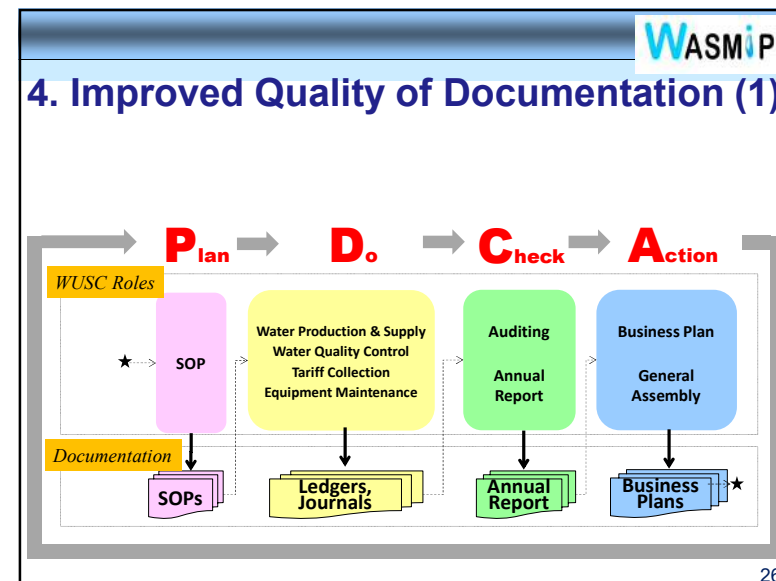 WASMIP
4. Improved Quality of Documentation (1)
Plan
Do
Check
Action
WUSC Roles
SOP
Water Production & Supply
Water Quality Control
Tariff Collection
Equipment Maintenance
Auditing
Annual
Report
Business Plan
General
Assembly
Documentation
SOPs
Ledgers,
Journals
Annual
Report
Business
Plans
26